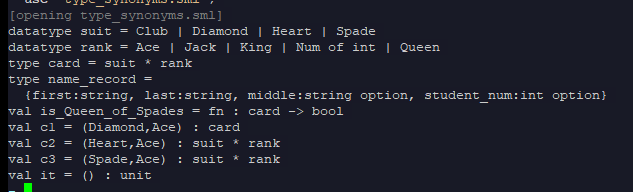 [opening type_synonyms.sml]
datatype suit = Club | Diamond | Heart | Spade
datatype rank = Ace | Jack | King | Num of int | Queen
type card = suit * rank
type name_record =
  {first:string, last:string, middle:string option, student_num:int option}
val is_Queen_of_Spades = fn : card -> bool
val c1 = (Diamond,Ace) : card
val c2 = (Heart,Ace) : suit * rank
val c3 = (Spade,Ace) : suit * rank
val it = () : unit
-